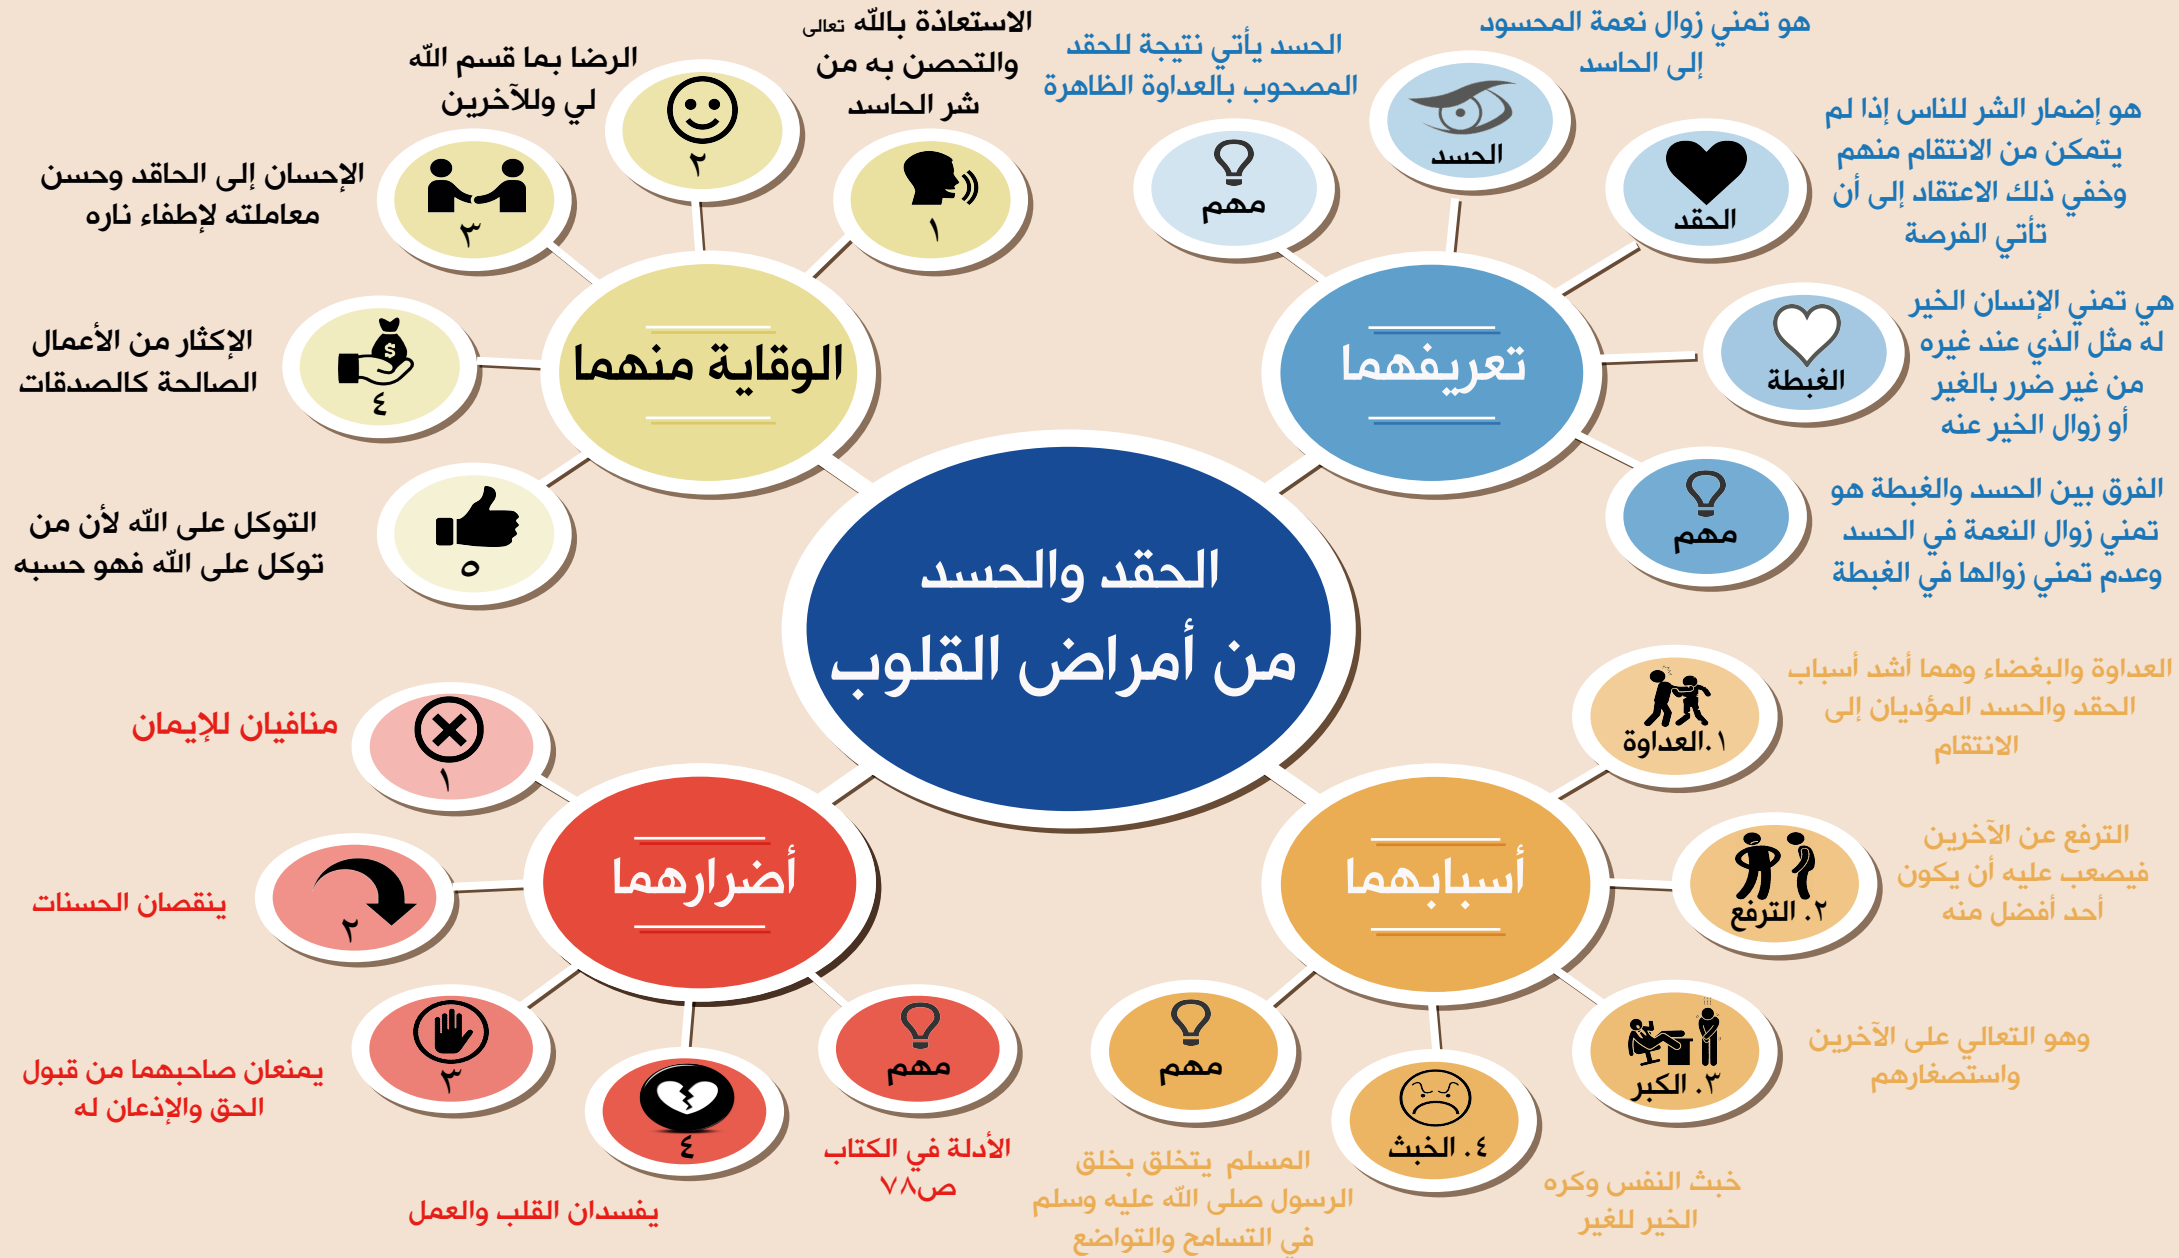 الحقد والحسد
من أمراض القلوب
تعريفهما
الحسد يأتي نتيجة للحقد
المصحوب بالعداوة الظاهرة
مهم
هو تمني زوال نعمة المحسود
إلى الحاسد
الحسد
هو إضمار الشر للناس إذا لم
يتمكن من الانتقام منهم
وخفي ذلك الاعتقاد إلى أن
تأتي الفرصة
الحقد
هي تمني الإنسان الخير
له مثل الذي عند غيره
من غير ضرر بالغير
أو زوال الخير عنه
الغبطة
الفرق بين الحسد والغبطة هو
تمني زوال النعمة في الحسد
وعدم تمني زوالها في الغبطة
مهم
أسبابهما
العداوة والبغضاء وهما أشد أسباب
الحقد والحسد المؤديان إلى
الانتقام
١.العداوة
الترفع عن الآخرين
فيصعب عليه أن يكون
أحد أفضل منه
٢. الترفع
وهو التعالي على الآخرين
واستصغارهم
٣. الكبر
٤. الخبث
خبث النفس وكره
الخير للغير
مهم
المسلم يتخلق بخلق
الرسول صلى الله عليه وسلم
في التسامح والتواضع
أضرارهما
١
منافيان للإيمان
٢
ينقصان الحسنات
٣
يمنعان صاحبهما من قبول
الحق والإذعان له
٤
يفسدان القلب والعمل
مهم
الأدلة في الكتاب
ص٧٨
الوقاية منهما
الاستعاذة بالله تعالى
والتحصن به من
شر الحاسد
١
الرضا بما قسم الله
لي وللآخرين
٢
الإحسان إلى الحاقد وحسن
معاملته لإطفاء ناره
٣
الإكثار من الأعمال
الصالحة كالصدقات
٤
التوكل على الله لأن من
توكل على الله فهو حسبه
٥